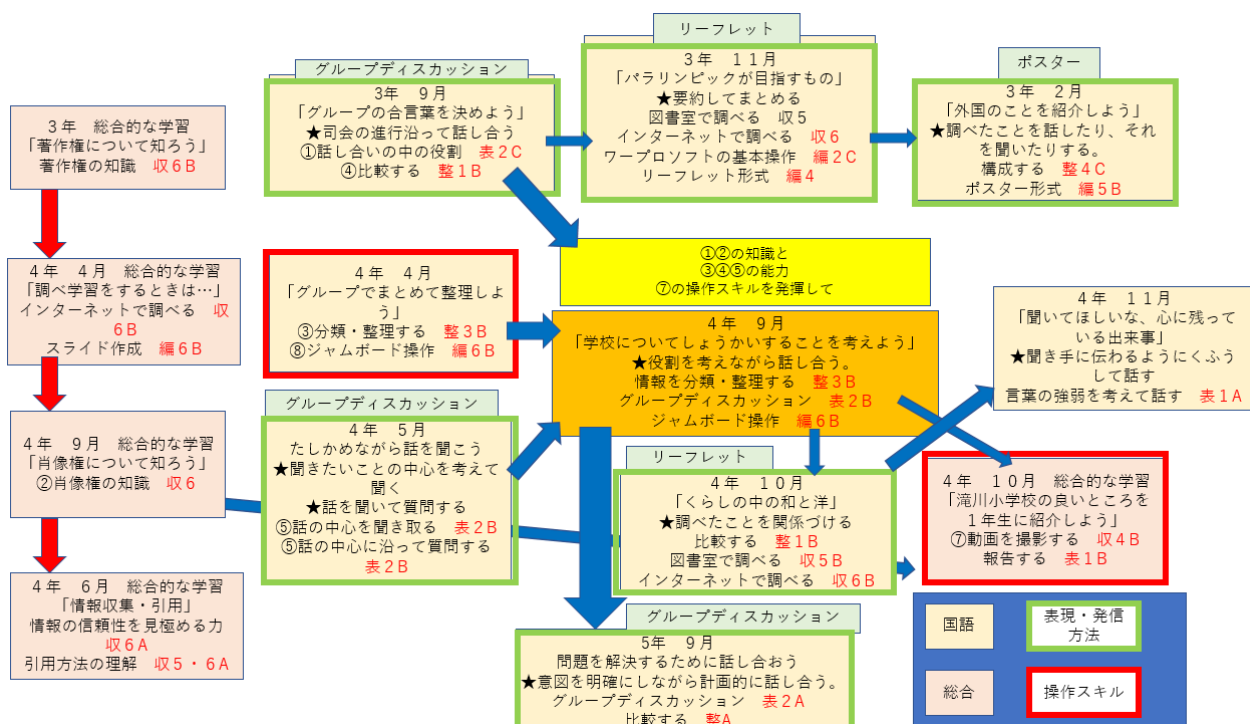 ３年　総合的な学習
「著作権について知ろう」
著作権の知識　収６B
４年　４月　総合的な学習
「調べ学習をするときは…」
インターネットで調べる　収
６B
スライド作成　編６B
４年　９月　総合的な学習
「肖像権について知ろう」
②肖像権の知識　収６
４年　６月　総合的な学習
「情報収集・引用」
情報の信頼性を見極める力
収６A
引用方法の理解　収５・６A
グループディスカッション
3年　９月
「グループの合言葉を決めよう」
★司会の進行沿って話し合う
①話し合いの中の役割　表２C
④比較する　整１B
リーフレット
３年　１１月
「パラリンピックが目指すもの」
★要約してまとめる
図書室で調べる　収５
インターネットで調べる　収６
ワープロソフトの基本操作　編２C
リーフレット形式　編４
ポスター
３年　２月
「外国のことを紹介しよう」
★調べたことを話したり、それ
を聞いたりする。
構成する　整４C
ポスター形式　編５B
①②の知識と
③④⑤の能力
⑦の操作スキルを発揮して
４年　４月
「グループでまとめて整理しよ
う」
③分類・整理する　整３B
⑧ジャムボード操作　編６B
４年　９月
「学校についてしょうかいすることを考えよう」
★役割を考えながら話し合う。
情報を分類・整理する　整３B
グループディスカッション　表２B
ジャムボード操作　編６B
４年　１１月
「聞いてほしいな、心に残って
いる出来事」
★聞き手に伝わるようにくふう
して話す
言葉の強弱を考えて話す　表１A
グループディスカッション
４年　５月
たしかめながら話を聞こう
★聞きたいことの中心を考えて
聞く
★話を聞いて質問する
⑤話の中心を聞き取る　表２B
⑤話の中心に沿って質問する
表２B
リーフレット
４年　１０月
「くらしの中の和と洋」
★調べたことを関係づける
比較する　整１B
図書室で調べる　収５B
インターネットで調べる　収６B
４年　１０月　総合的な学習
「滝川小学校の良いところを
１年生に紹介しよう」
⑦動画を撮影する　収４B
報告する　表１B
グループディスカッション
5年　９月
問題を解決するために話し合おう
★意図を明確にしながら計画的に話し合う。
グループディスカッション　表２A
比較する　整A
国語
表現・発信
方法
総合
操作スキル